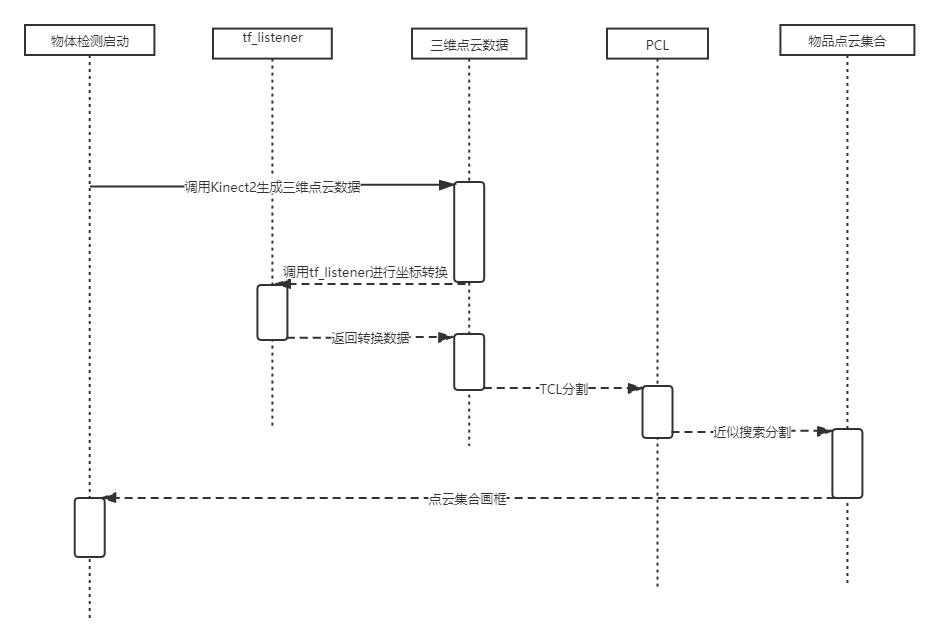 物体检测启动
tf_listener
三维点云数据
PCL
物品点云集合
调用Kinect2生成三维点云数据
调用tf_listener进行坐标转换
返回转换数据
TCL分割
近似搜索分割
点云集合画框